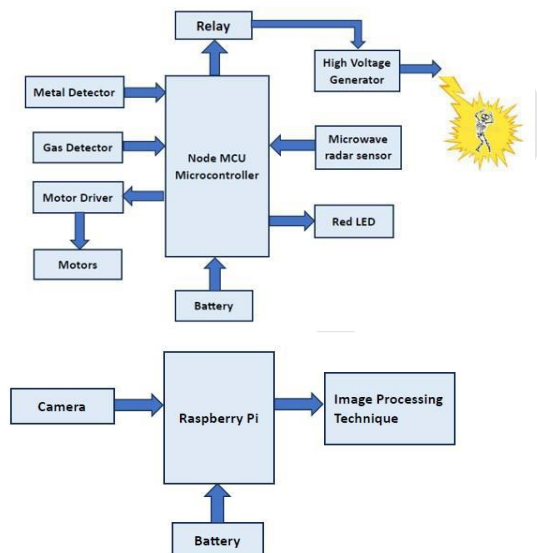 Relay
High Voltage
Generator
Metal Detector
Gas Detector
Node MCU
Microcontroller
Microwave
radar sensor
Motor Driver
Red LED
Motors
Battery
Camera
Raspberry Pi
Image Processing
Technique
Battery